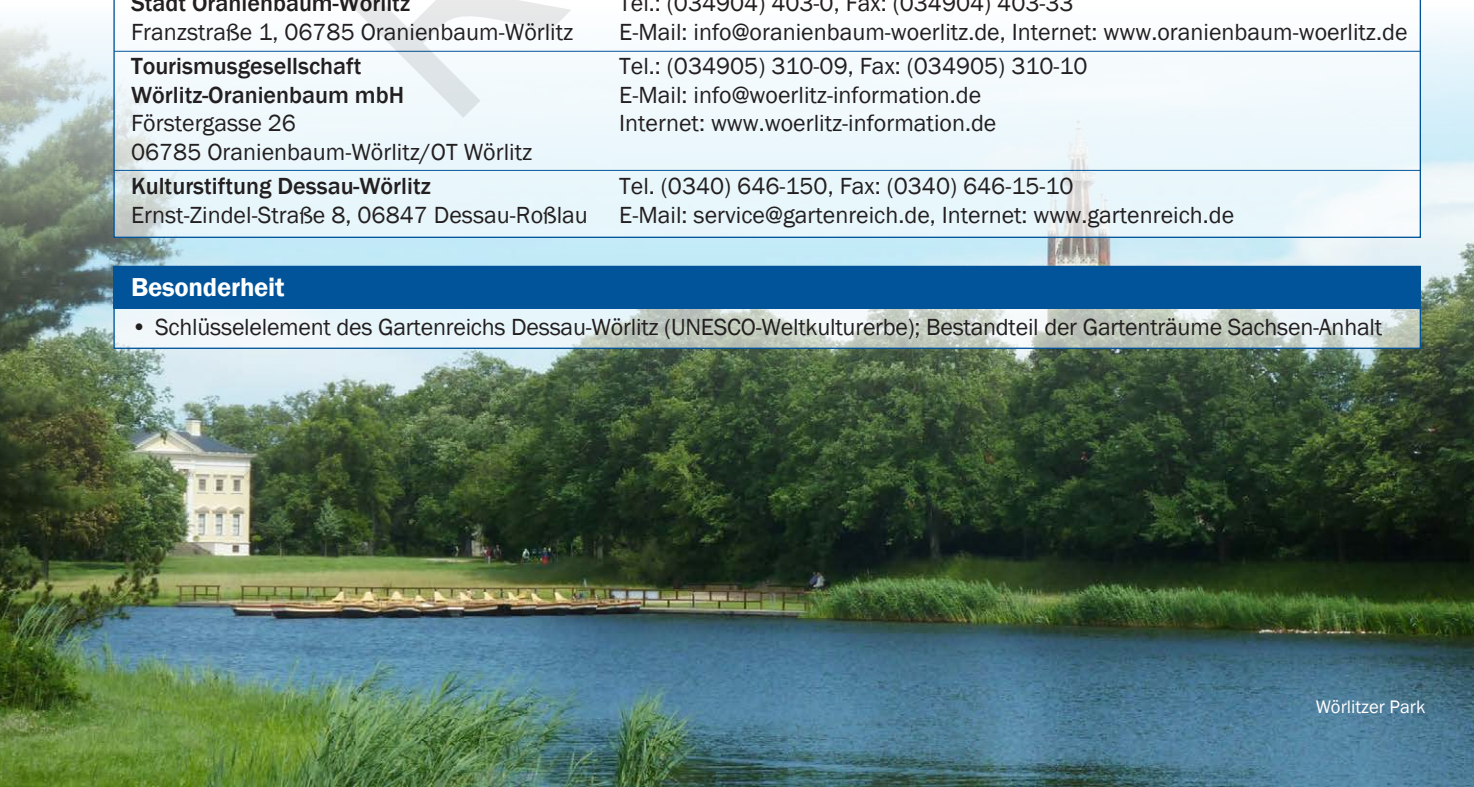 Stadt Oranienbaum-Wörlitz
Tel.: (034904) 403-0, Fax: (034904) 403-33
Franzstraße 1, 06785 Oranienbaum-Wörlitz
E-Mail: info@oranienbaum-woerlitz.de, Internet: www.oranienbaum-woerlitz.de
Tourismusgesellschaft
Wörlitz-Oranienbaum mbH
Förstergasse 26
06785 Oranienbaum-Wörlitz/OT Wörlitz
Tel.: (034905) 310-09, Fax: (034905) 310-10
E-Mail: info@woerlitz-information.de
Internet: www.woerlitz-information.de
Kulturstiftung Dessau-Wörlitz
Ernst-Zindel-Straße 8, 06847 Dessau-Roßlau
Tel. (0340) 646-150, Fax: (0340) 646-15-10
E-Mail: service@gartenreich.de, Internet: www.gartenreich.de
Besonderheit
• Schlüsselelement des Gartenreichs Dessau-Wörlitz (UNESCO-Weltkulturerbe); Bestandteil der Gartenträume Sachsen-Anhalt
Wörlitzer Park